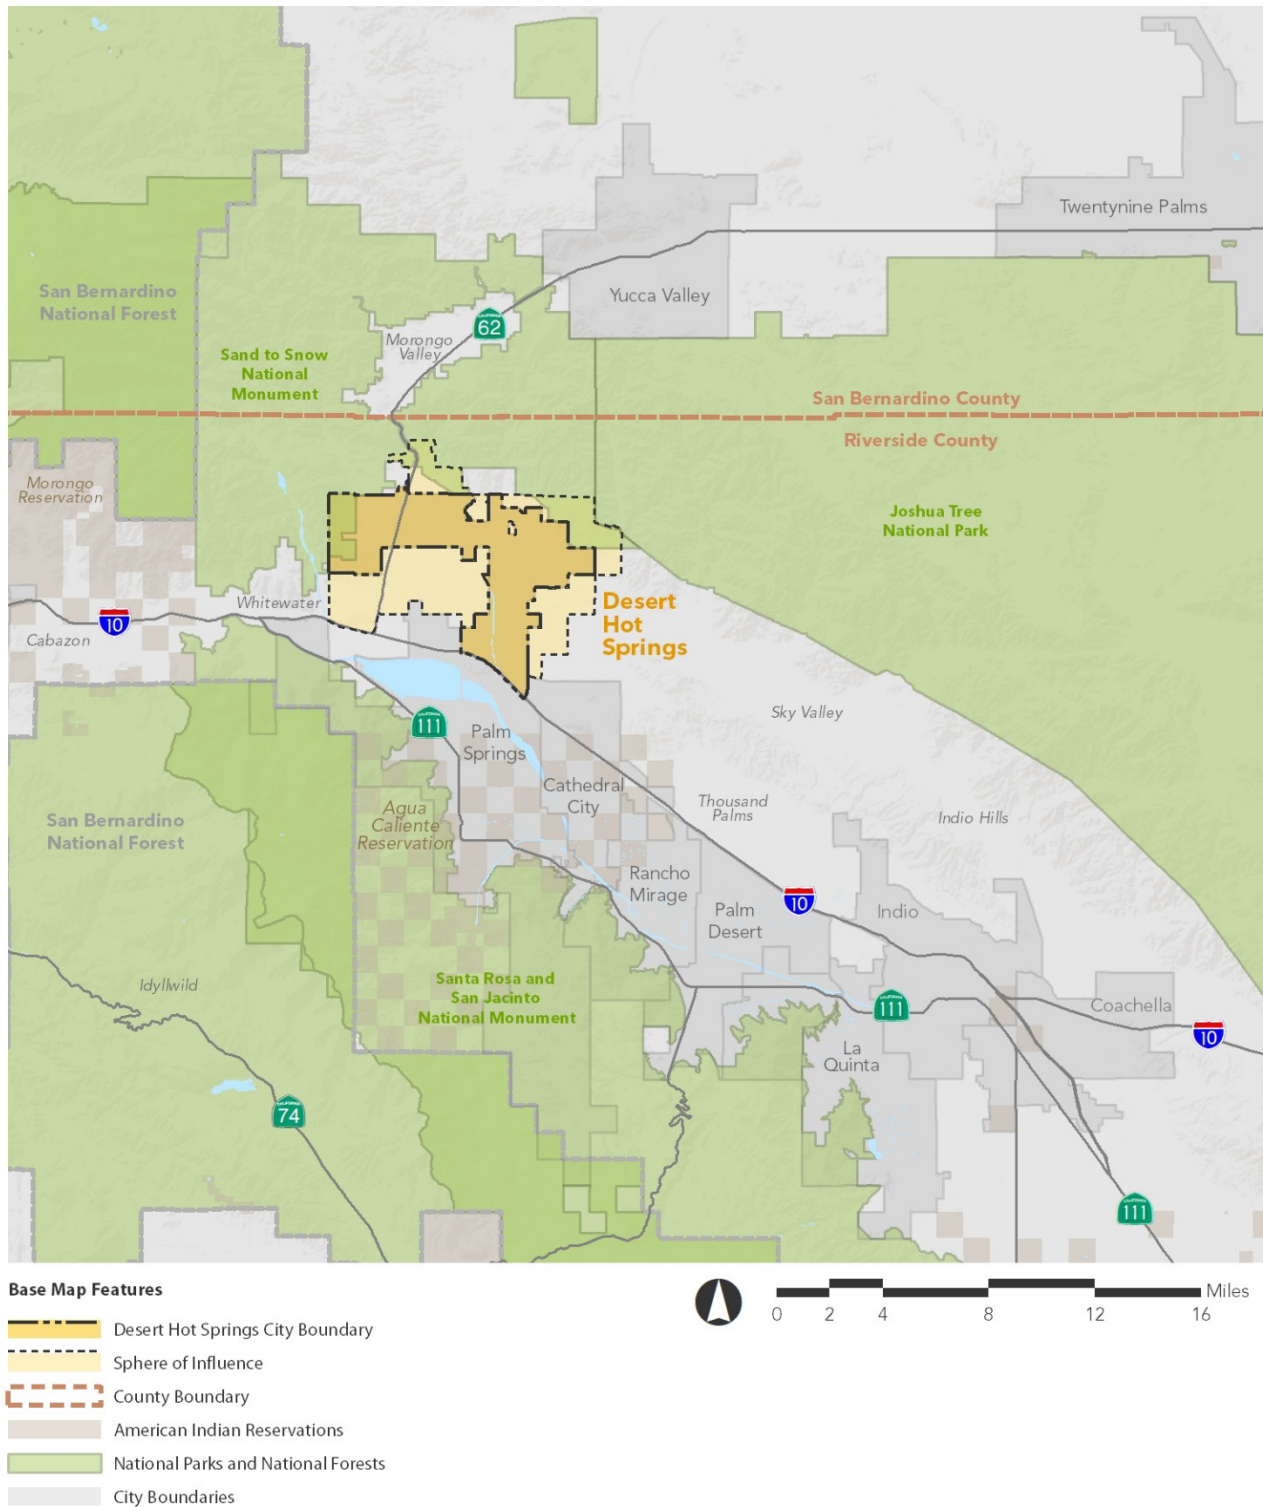 Twentynine Palms
San Bernardino
National Forest
Yucca Valley
CALIFORNIA
62
Morongo
Valley
Sand to Snow
National
Monument
San Bernardino County
Riverside County
Morongo
Reservation
Joshua Tree
National Park
Whitewater
Desert
Hot
Springs
10
Cabazon
CALIFORNIA
111
Palm
Springs
Sky Valley
Cathedral
City
Agua
Caliente
Reservation
Thousand
Palms
San Bernardino
National Forest
Indio Hills
Rancho
Mirage
10
Palm
Desert
Indio
Idyllwild
Santa Rosa and
San Jacinto
National Monument
CALIFORNIA
111
Coachella
10
La
Quinta
CALIFORNIA
74
CALIFORNIA
111
Base Map Features
Desert Hot Springs City Boundary
Sphere of Influence
County Boundary
American Indian Reservations
National Parks and National Forests
City Boundaries
Miles
0 2 4 8 12 16